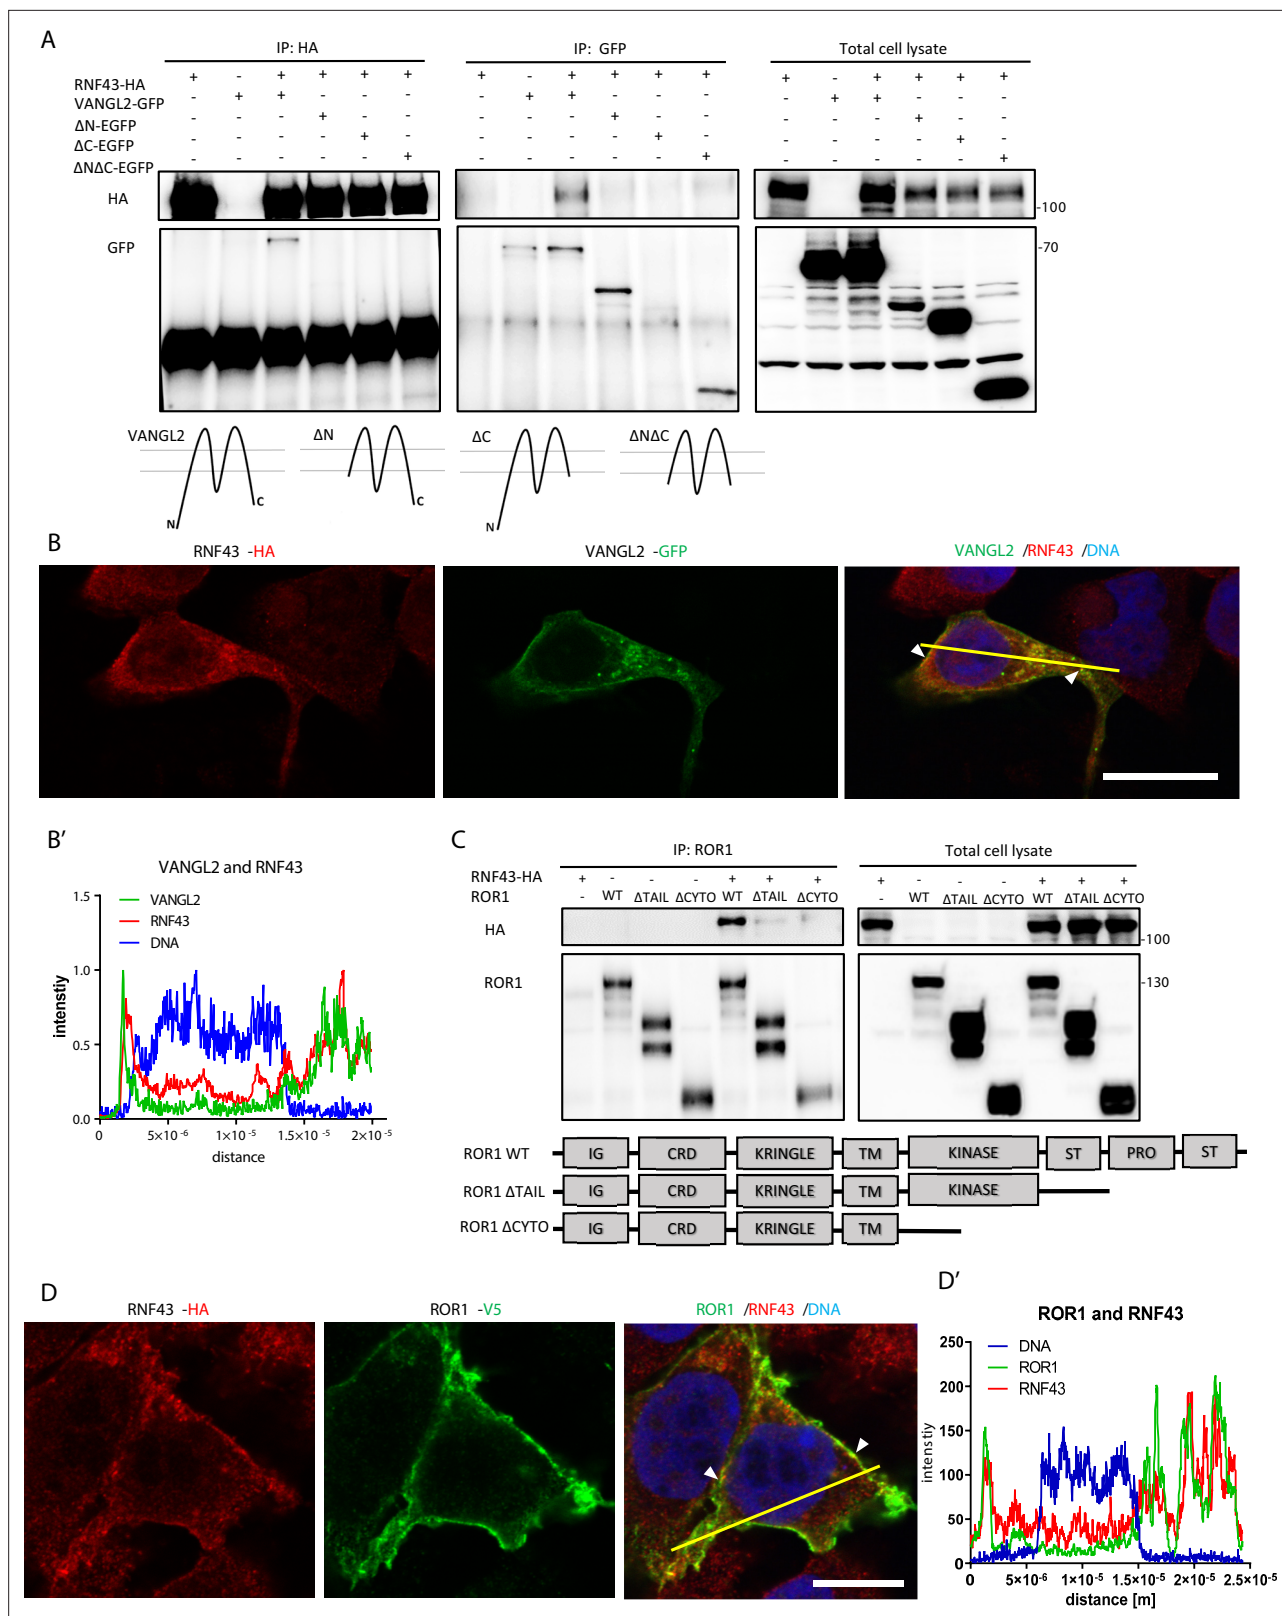 A
IP: HA
IP: GFP
Total cell lysate
RNF43-HA + - + + + + + - + + + + + - + + + +
VANGL2-GFP - + + - - - - + + - - - - + + - - -
ΔN-EGFP - - - + - - - - - + - - - - - + - -
ΔC-EGFP - - - - + - - - - - + - - - - - + -
ΔNΔC-EGFP - - - - - + - - - - - + - - - - - +
HA
-100
GFP
-70
VANGL2 N C
ΔN C
ΔC N
ΔNΔC
B
RNF43 -HA
VANGL2 -GFP
VANGL2 /RNF43 /DNA
B'
VANGL2 and RNF43
VANGL2
RNF43
DNA
intenstiy
1.5
1.0
0.5
0.0
0 5×10⁻⁶ 1×10⁻⁵ 1.5×10⁻⁵ 2×10⁻⁵
distance
C
IP: ROR1
Total cell lysate
RNF43-HA + - - - + + + + - - - + + +
ROR1 - WT ΔTAIL ΔCYTO WT ΔTAIL ΔCYTO - WT ΔTAIL ΔCYTO WT ΔTAIL ΔCYTO
HA
-100
ROR1
-130
ROR1 WT IG CRD KRINGLE TM KINASE ST PRO ST
ROR1 ΔTAIL IG CRD KRINGLE TM KINASE
ROR1 ΔCYTO IG CRD KRINGLE TM
D
RNF43 -HA
ROR1 -V5
ROR1 /RNF43 /DNA
D'
ROR1 and RNF43
DNA
ROR1
RNF43
intenstiy
250
200
150
100
50
0
0 5×10⁻⁶ 1×10⁻⁵ 1.5×10⁻⁵ 2×10⁻⁵ 2.5×10⁻⁵
distance [m]